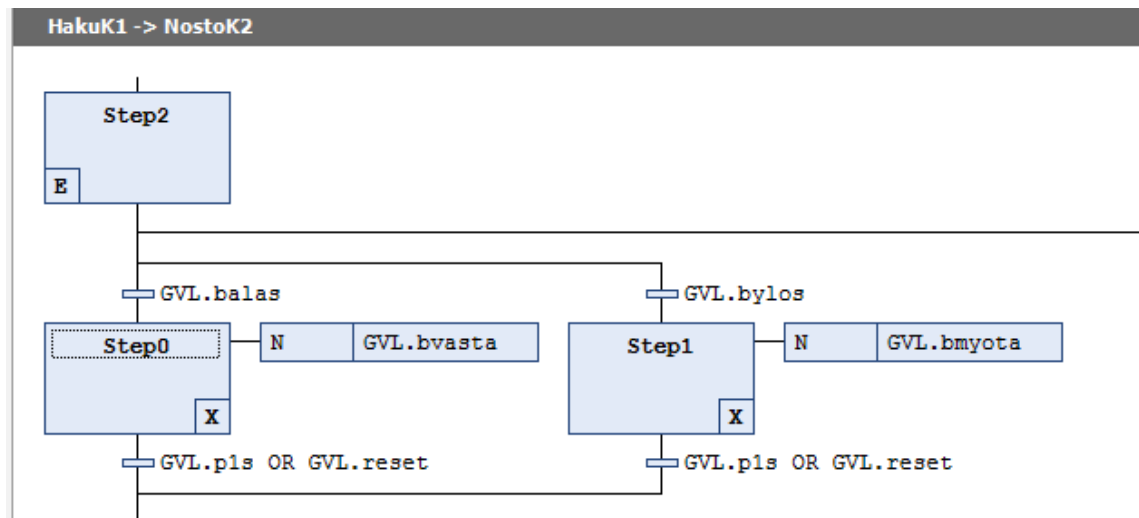 HakuK1 -> NostoK2
Step2
E
GVL.balas GVL.bylos
Step0 N GVL.bvasta Step1 N GVL.bmyota
X X
GVL.p1s OR GVL.reset GVL.p1s OR GVL.reset